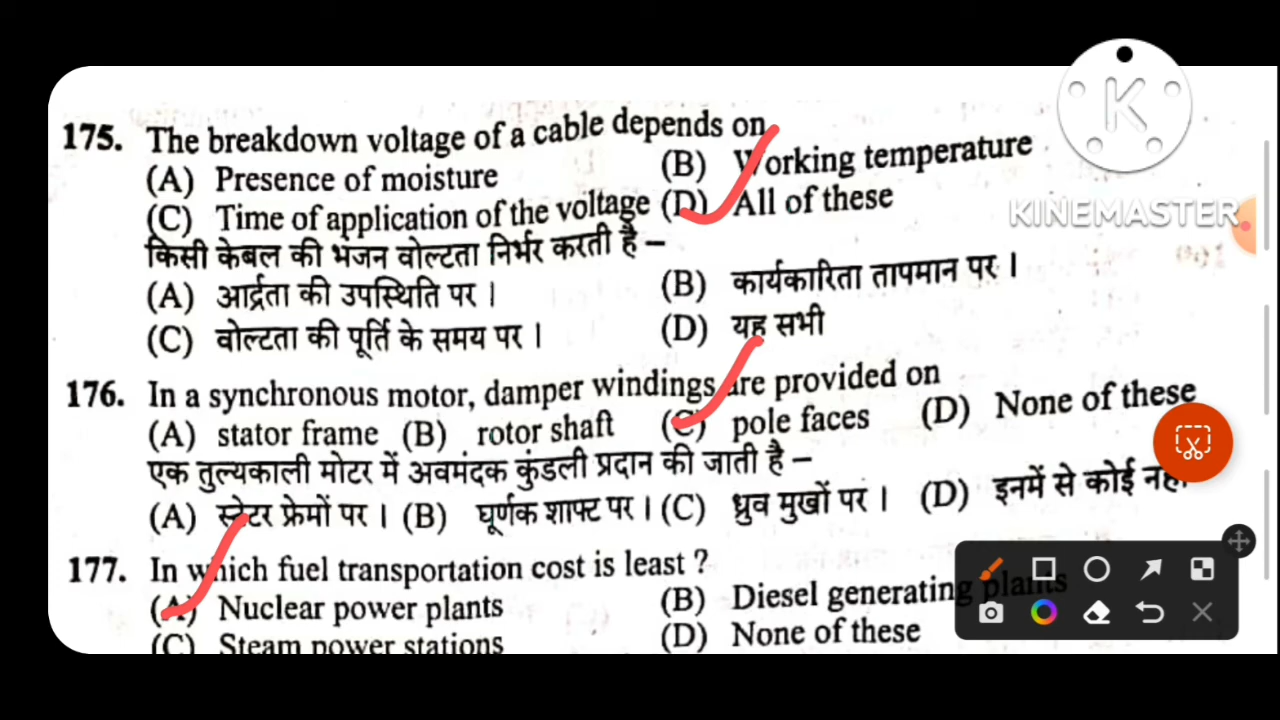 KINEMASTER
175. The breakdown voltage of a cable depends on
(A) Presence of moisture (B) Working temperature
(C) Time of application of the voltage (D) All of these
किसी केबल की भंजन वोल्टता निर्भर करती है –
(A) आर्द्रता की उपस्थिति पर । (B) कार्यकारिता तापमान पर ।
(C) वोल्टता की पूर्ति के समय पर । (D) यह सभी
176. In a synchronous motor, damper windings are provided on
(A) stator frame (B) rotor shaft (C) pole faces (D) None of these
एक तुल्यकाली मोटर में अवमंदक कुंडली प्रदान की जाती है –
(A) स्टेटर फ्रेमों पर । (B) घूर्णक शाफ्ट पर । (C) ध्रुव मुखों पर । (D) इनमें से कोई
177. In which fuel transportation cost is least ?
(A) Nuclear power plants (B) Diesel generating plants
(C) Steam power stations (D) None of these